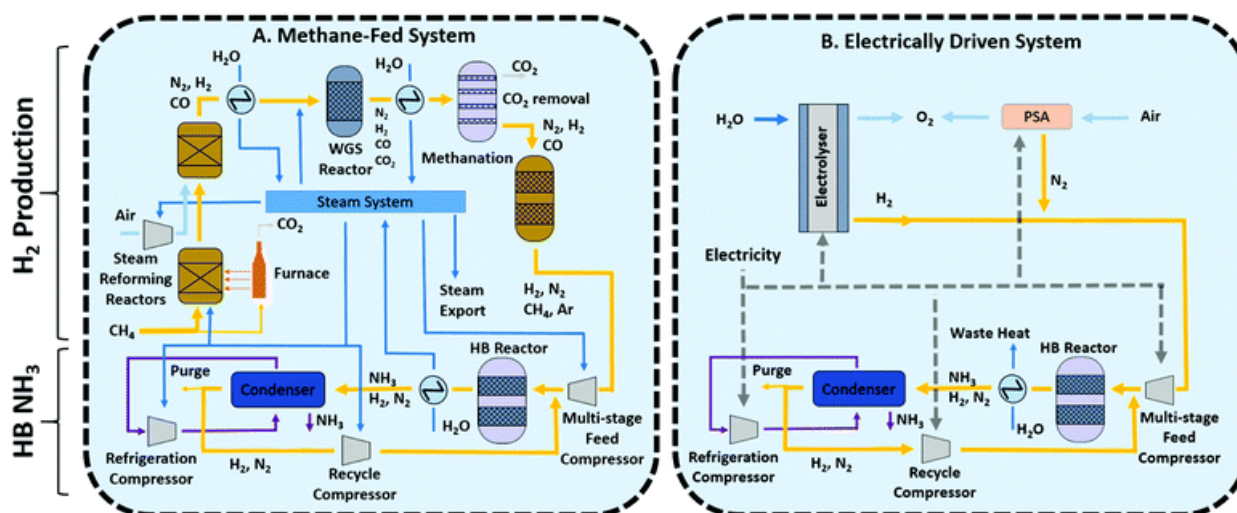 A. Methane-Fed System
H₂O
H₂O
CO₂
N₂, H₂
CO
CO₂ removal
N₂
H₂
CO
CO₂
N₂, H₂
CO
WGS
Reactor
Methanation
Steam System
Air
CO₂
Steam
Reforming
Reactors
Furnace
Steam
Export
H₂, N₂
CH₄, Ar
CH₄
HB Reactor
Purge
Condenser
NH₃
H₂, N₂
NH₃
H₂O
Multi-stage
Feed
Compressor
Refrigeration
Compressor
H₂, N₂
Recycle
Compressor
H₂ Production
HB NH₃
B. Electrically Driven System
H₂O
Electrolyser
O₂
PSA
Air
N₂
H₂
Electricity
Waste Heat
HB Reactor
Purge
Condenser
NH₃
H₂, N₂
NH₃
H₂O
Multi-stage
Feed
Compressor
Refrigeration
Compressor
H₂, N₂
Recycle
Compressor